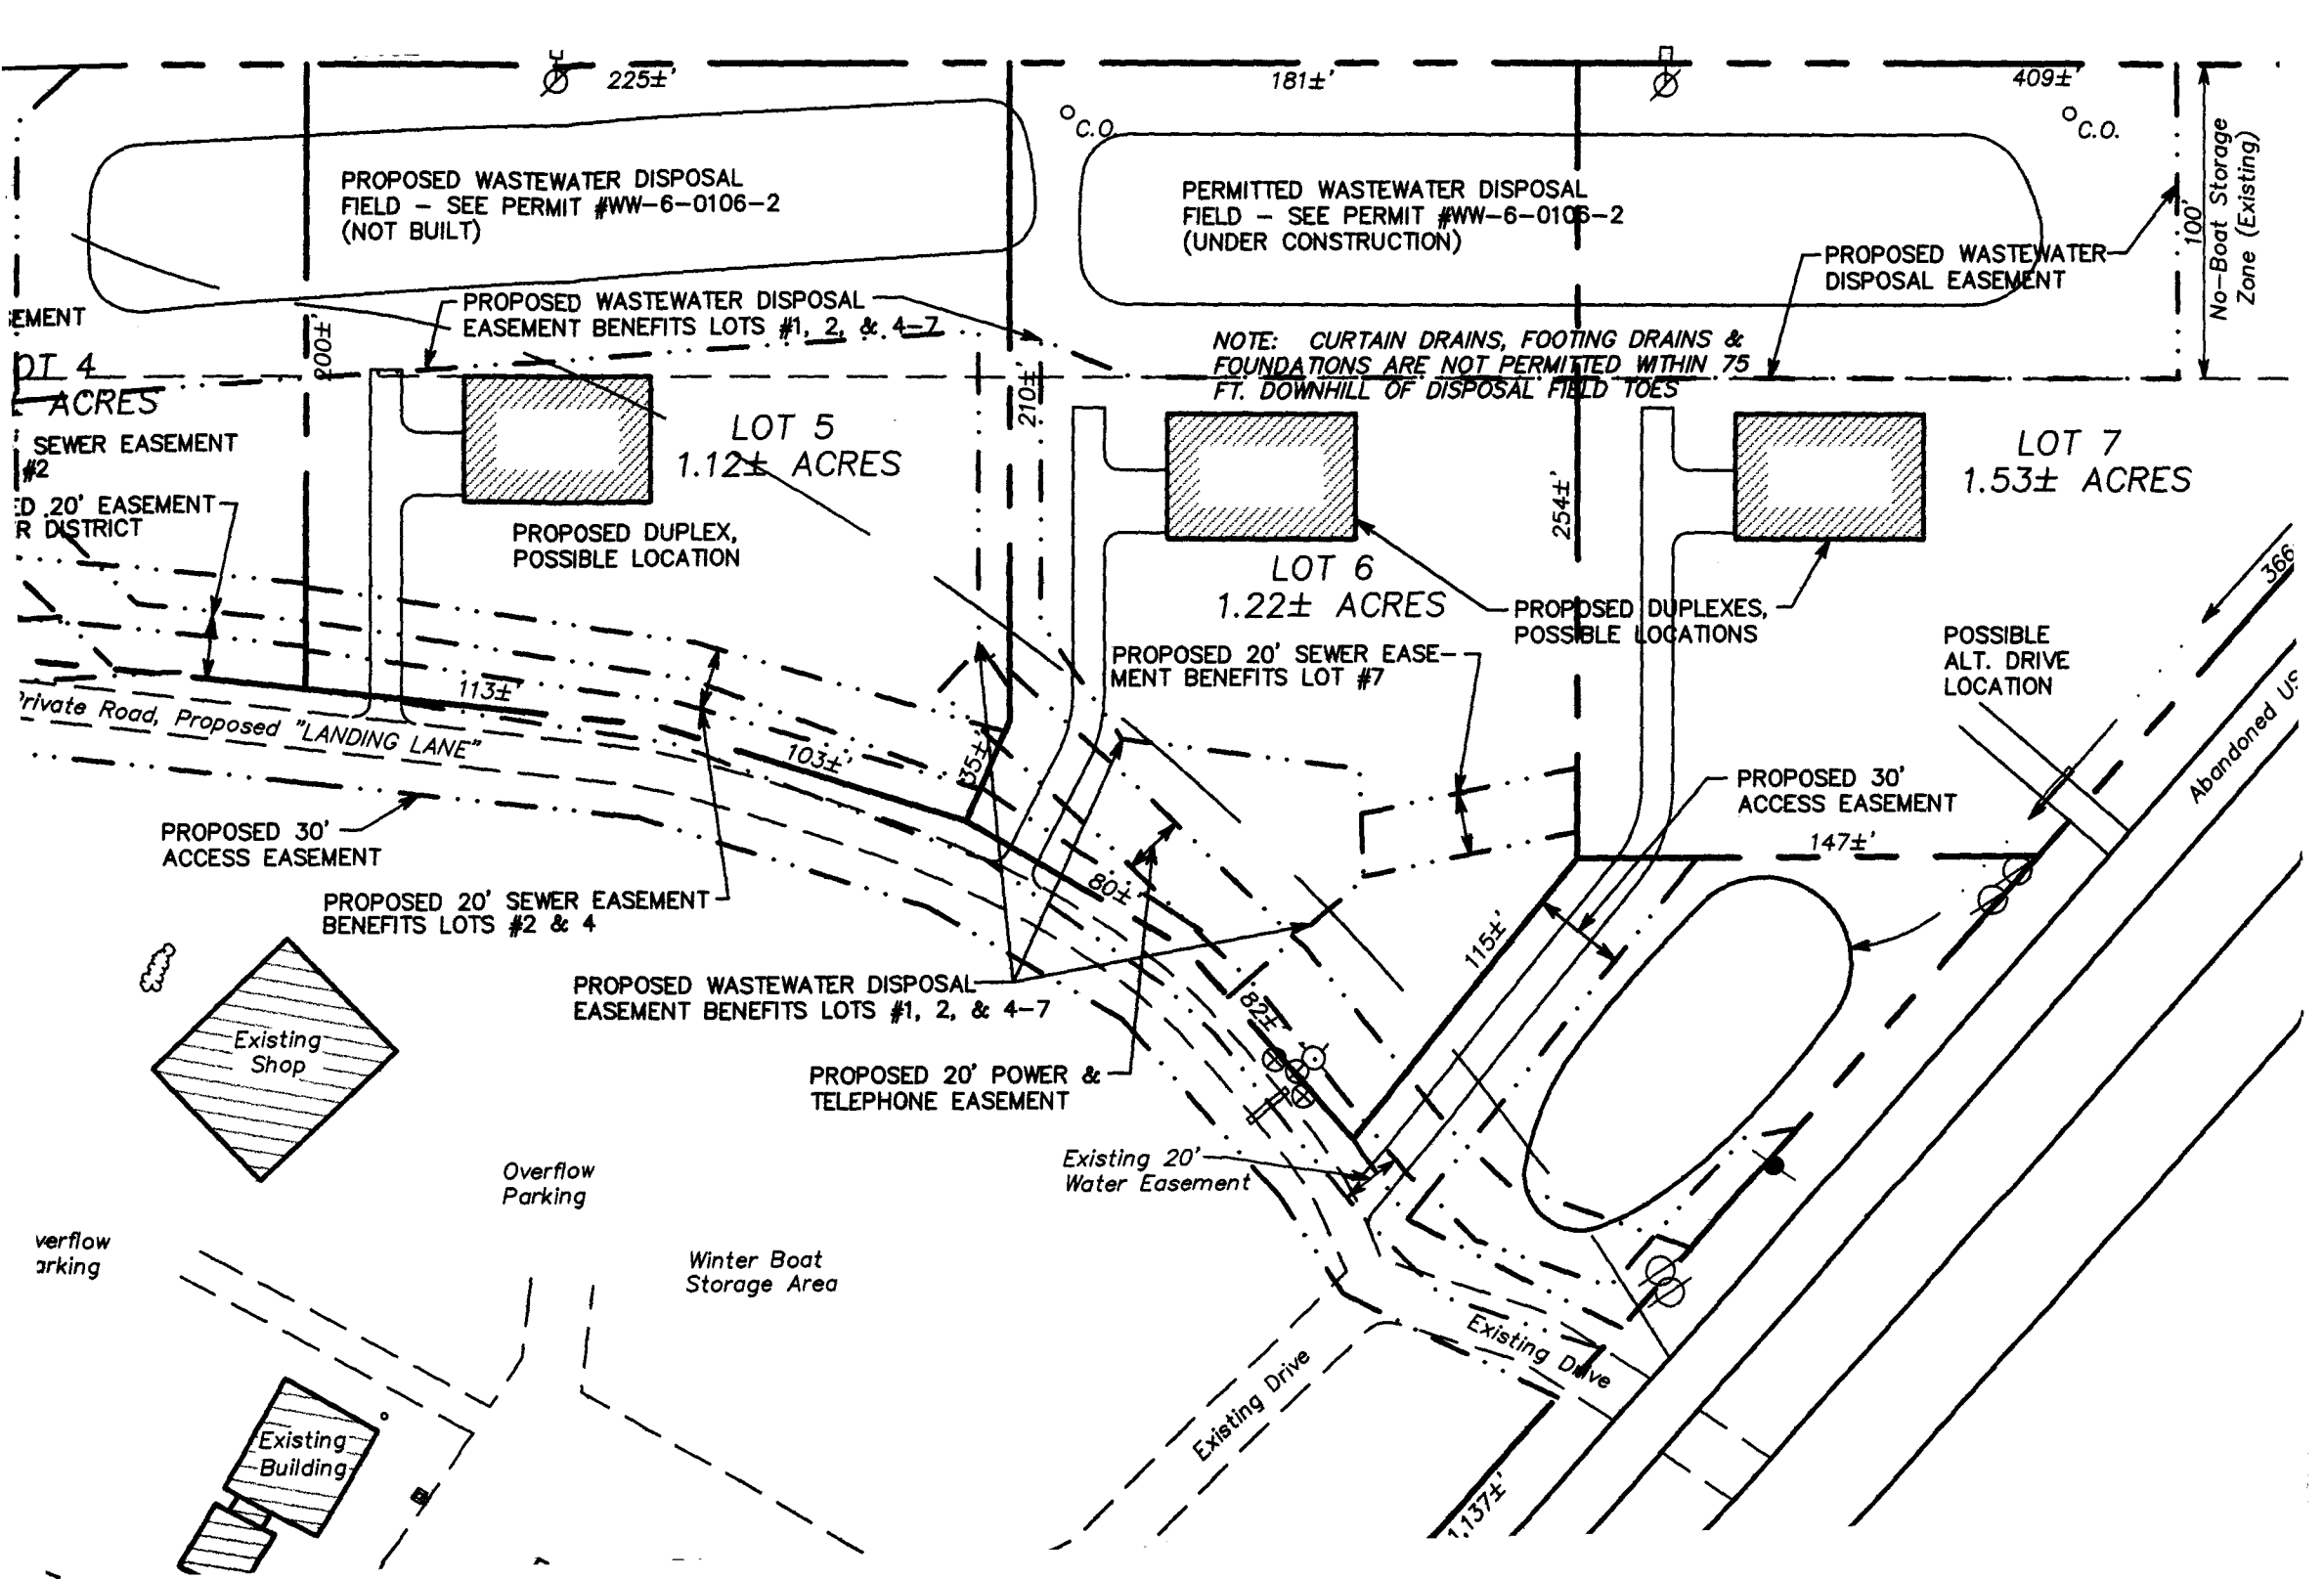 225±'
181±'
409±'
C.O.
C.O.
PROPOSED WASTEWATER DISPOSAL
FIELD – SEE PERMIT #WW-6-0106-2
(NOT BUILT)
PERMITTED WASTEWATER DISPOSAL
FIELD – SEE PERMIT #WW-6-0106-2
(UNDER CONSTRUCTION)
PROPOSED WASTEWATER
DISPOSAL EASEMENT
100'
No-Boat Storage
Zone (Existing)
PROPOSED WASTEWATER DISPOSAL
EASEMENT BENEFITS LOTS #1, 2, & 4-7
EMENT
200±'
210±'
NOTE: CURTAIN DRAINS, FOOTING DRAINS &
FOUNDATIONS ARE NOT PERMITTED WITHIN 75
FT. DOWNHILL OF DISPOSAL FIELD TOES
OT 4
ACRES
SEWER EASEMENT
#2
ED 20' EASEMENT
R DISTRICT
LOT 5
1.12± ACRES
PROPOSED DUPLEX,
POSSIBLE LOCATION
254±'
LOT 7
1.53± ACRES
LOT 6
1.22± ACRES
PROPOSED DUPLEXES,
POSSIBLE LOCATIONS
366
PROPOSED 20' SEWER EASE-
MENT BENEFITS LOT #7
POSSIBLE
ALT. DRIVE
LOCATION
Abandoned US
113±'
Private Road, Proposed "LANDING LANE"
103±'
35±'
PROPOSED 30'
ACCESS EASEMENT
147±'
PROPOSED 30'
ACCESS EASEMENT
80±'
PROPOSED 20' SEWER EASEMENT
BENEFITS LOTS #2 & 4
115±'
PROPOSED WASTEWATER DISPOSAL
EASEMENT BENEFITS LOTS #1, 2, & 4-7
82±'
Existing
Shop
PROPOSED 20' POWER &
TELEPHONE EASEMENT
Existing 20'
Water Easement
Overflow
Parking
verflow
arking
Winter Boat
Storage Area
Existing Drive
Existing Drive
Existing
Building
1,137±'